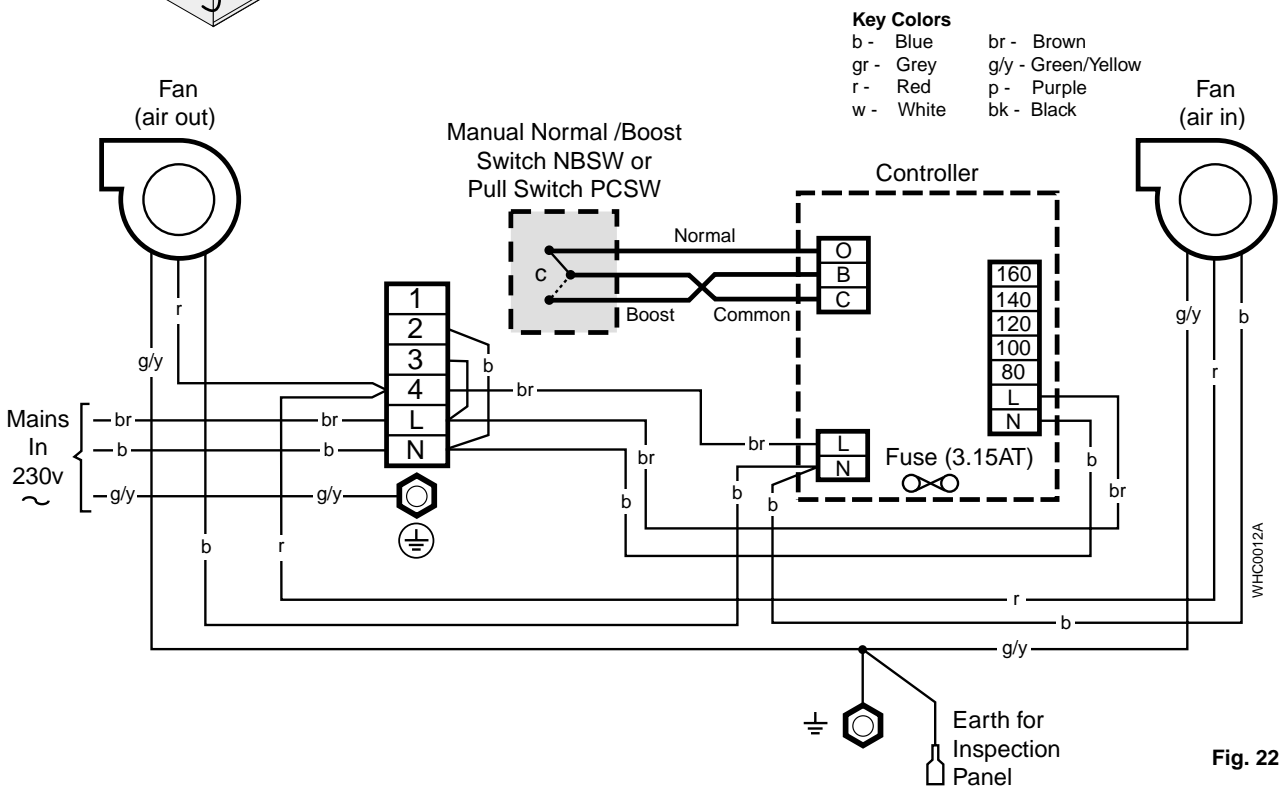 Key Colors
b - Blue br - Brown
gr - Grey g/y - Green/Yellow
r - Red p - Purple
w - White bk - Black
Fan
(air out)
Manual Normal /Boost
Switch NBSW or
Pull Switch PCSW
Controller
Fan
(air in)
Normal
C
Boost
Common
O
B
C
160
140
120
100
80
L
N
1
2
3
4
L
N
r
g/y
b
br
Mains
In
230v
br
br
b
b
g/y
g/y
br
L
N
Fuse (3.15AT)
g/y
b
r
b
br
br
b
b
b
b
r
r
b
g/y
WHC0012A
Earth for
Inspection
Panel
Fig. 22